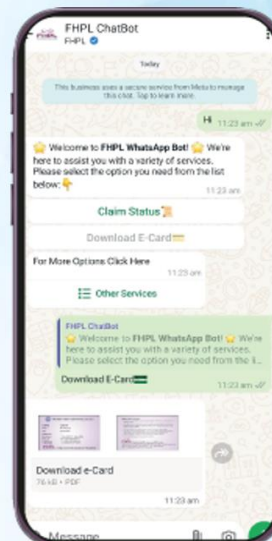 FHPL ChatBot
FHPL
Today
This business uses a secure service from Meta to manage
this chat. Tap to learn more.
Hi 11:23 am
⭐ Welcome to FHPL WhatsApp Bot! ⭐ We're
here to assist you with a variety of services.
Please select the option you need from the list
below:👇
11:23 am
Claim Status📜
Download E-Card💳
For More Options Click Here
11:23 am
Other Services
FHPL ChatBot
⭐ Welcome to FHPL WhatsApp Bot! ⭐ We're
here to assist you with a variety of services.
Please select the option you need from the li...
Download E-Card💳
11:23 am
Download e-Card
76 kB • PDF
11:23 am
Message